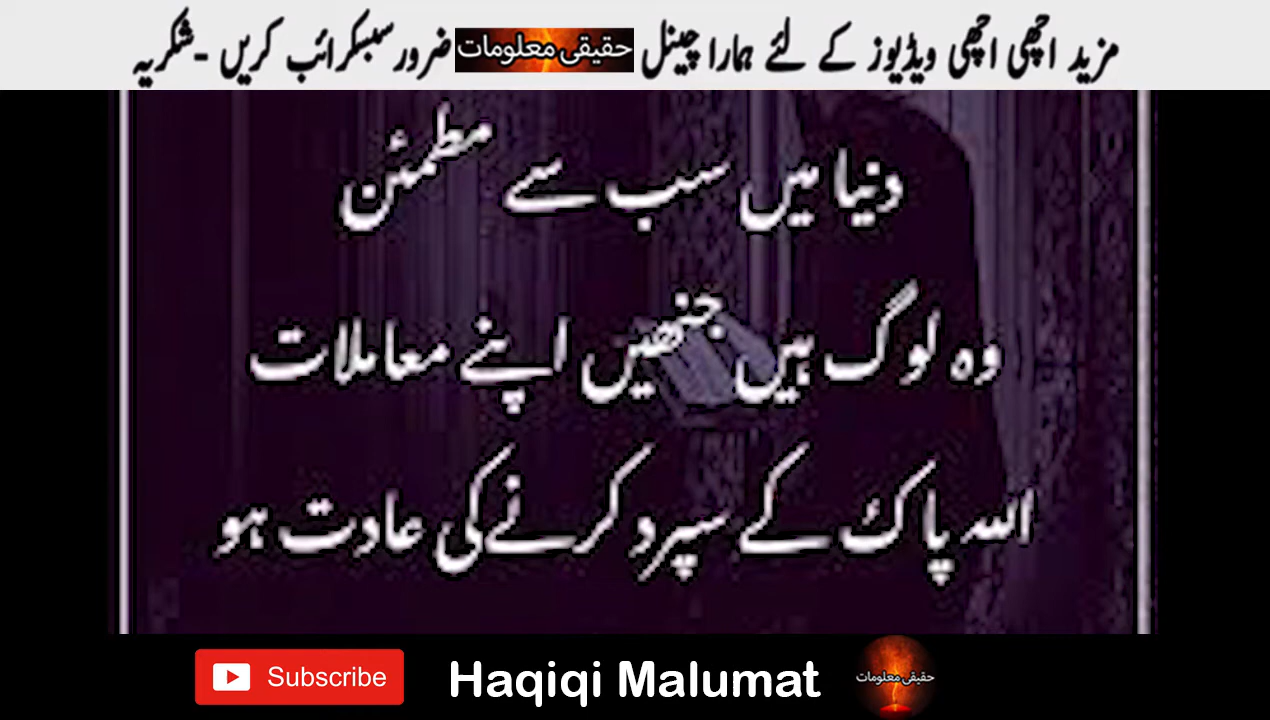 مزید اچھی اچھی ویڈیوز کے لئے ہمارا چینل حقیقی معلومات ضرور سبسکرائب کریں -شکریہ
دنیا میں سب سے مطمئن
وہ لوگ ہیں جنھیں اپنے معاملات
اللہ پاک کے سپرد کرنے کی عادت ہو
Subscribe Haqiqi Malumat حقیقی معلومات